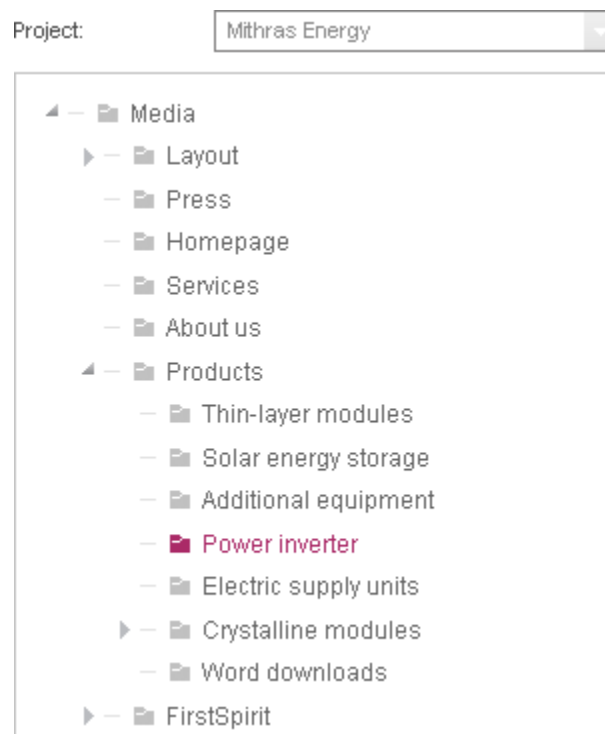 Project: Mithras Energy
Media
Layout
Press
Homepage
Services
About us
Products
Thin-layer modules
Solar energy storage
Additional equipment
Power inverter
Electric supply units
Crystalline modules
Word downloads
FirstSpirit